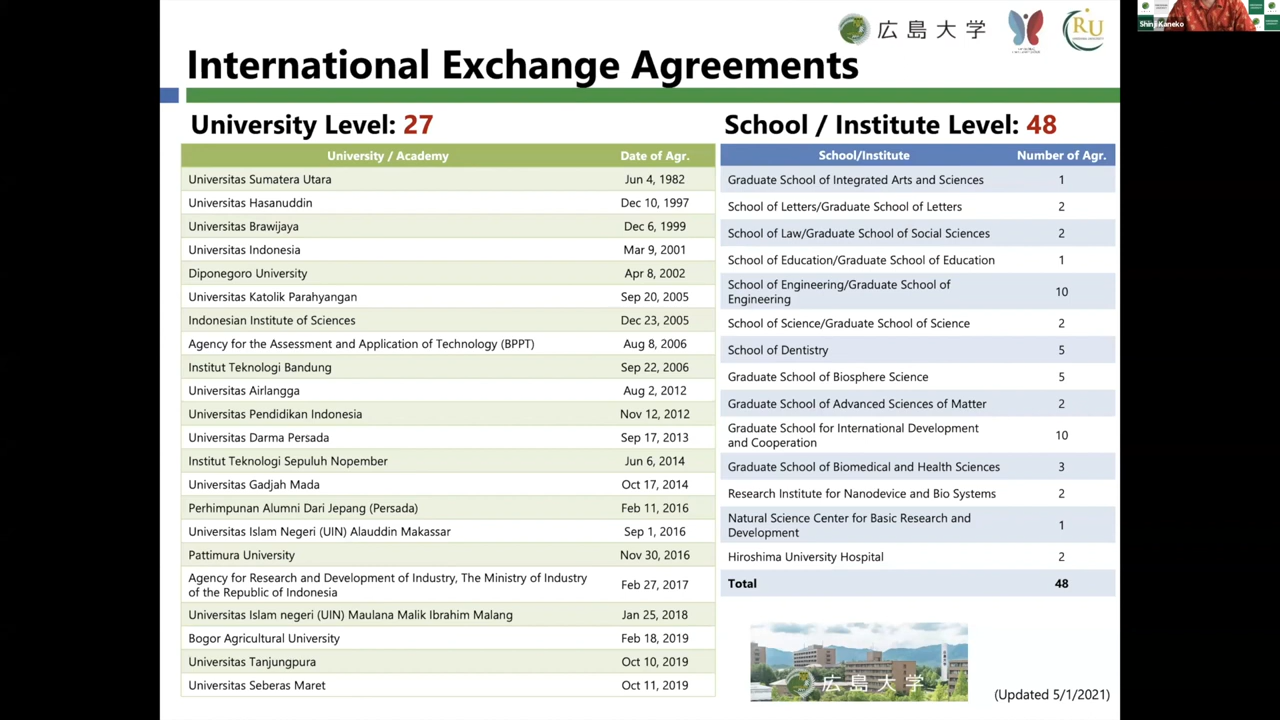 広島大学
RU
Shinji Kaneko
International Exchange Agreements
University Level: 27
University / Academy Date of Agr.
Universitas Sumatera Utara Jun 4, 1982
Universitas Hasanuddin Dec 10, 1997
Universitas Brawijaya Dec 6, 1999
Universitas Indonesia Mar 9, 2001
Diponegoro University Apr 8, 2002
Universitas Katolik Parahyangan Sep 20, 2005
Indonesian Institute of Sciences Dec 23, 2005
Agency for the Assessment and Application of Technology (BPPT) Aug 8, 2006
Institut Teknologi Bandung Sep 22, 2006
Universitas Airlangga Aug 2, 2012
Universitas Pendidikan Indonesia Nov 12, 2012
Universitas Darma Persada Sep 17, 2013
Institut Teknologi Sepuluh Nopember Jun 6, 2014
Universitas Gadjah Mada Oct 17, 2014
Perhimpunan Alumni Dari Jepang (Persada) Feb 11, 2016
Universitas Islam Negeri (UIN) Alauddin Makassar Sep 1, 2016
Pattimura University Nov 30, 2016
Agency for Research and Development of Industry, The Ministry of Industry
of the Republic of Indonesia Feb 27, 2017
Universitas Islam negeri (UIN) Maulana Malik Ibrahim Malang Jan 25, 2018
Bogor Agricultural University Feb 18, 2019
Universitas Tanjungpura Oct 10, 2019
Universitas Seberas Maret Oct 11, 2019
School / Institute Level: 48
School/Institute Number of Agr.
Graduate School of Integrated Arts and Sciences 1
School of Letters/Graduate School of Letters 2
School of Law/Graduate School of Social Sciences 2
School of Education/Graduate School of Education 1
School of Engineering/Graduate School of
Engineering 10
School of Science/Graduate School of Science 2
School of Dentistry 5
Graduate School of Biosphere Science 5
Graduate School of Advanced Sciences of Matter 2
Graduate School for International Development
and Cooperation 10
Graduate School of Biomedical and Health Sciences 3
Research Institute for Nanodevice and Bio Systems 2
Natural Science Center for Basic Research and
Development 1
Hiroshima University Hospital 2
Total 48
広島大学
(Updated 5/1/2021)